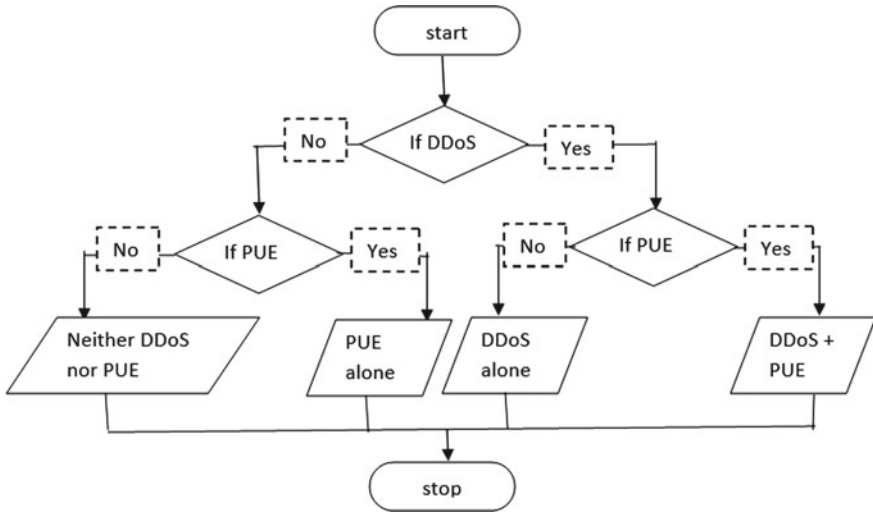 start
If DDoS
No
Yes
If PUE
If PUE
No
Yes
No
Yes
Neither DDoS
nor PUE
PUE
alone
DDoS
alone
DDoS +
PUE
stop